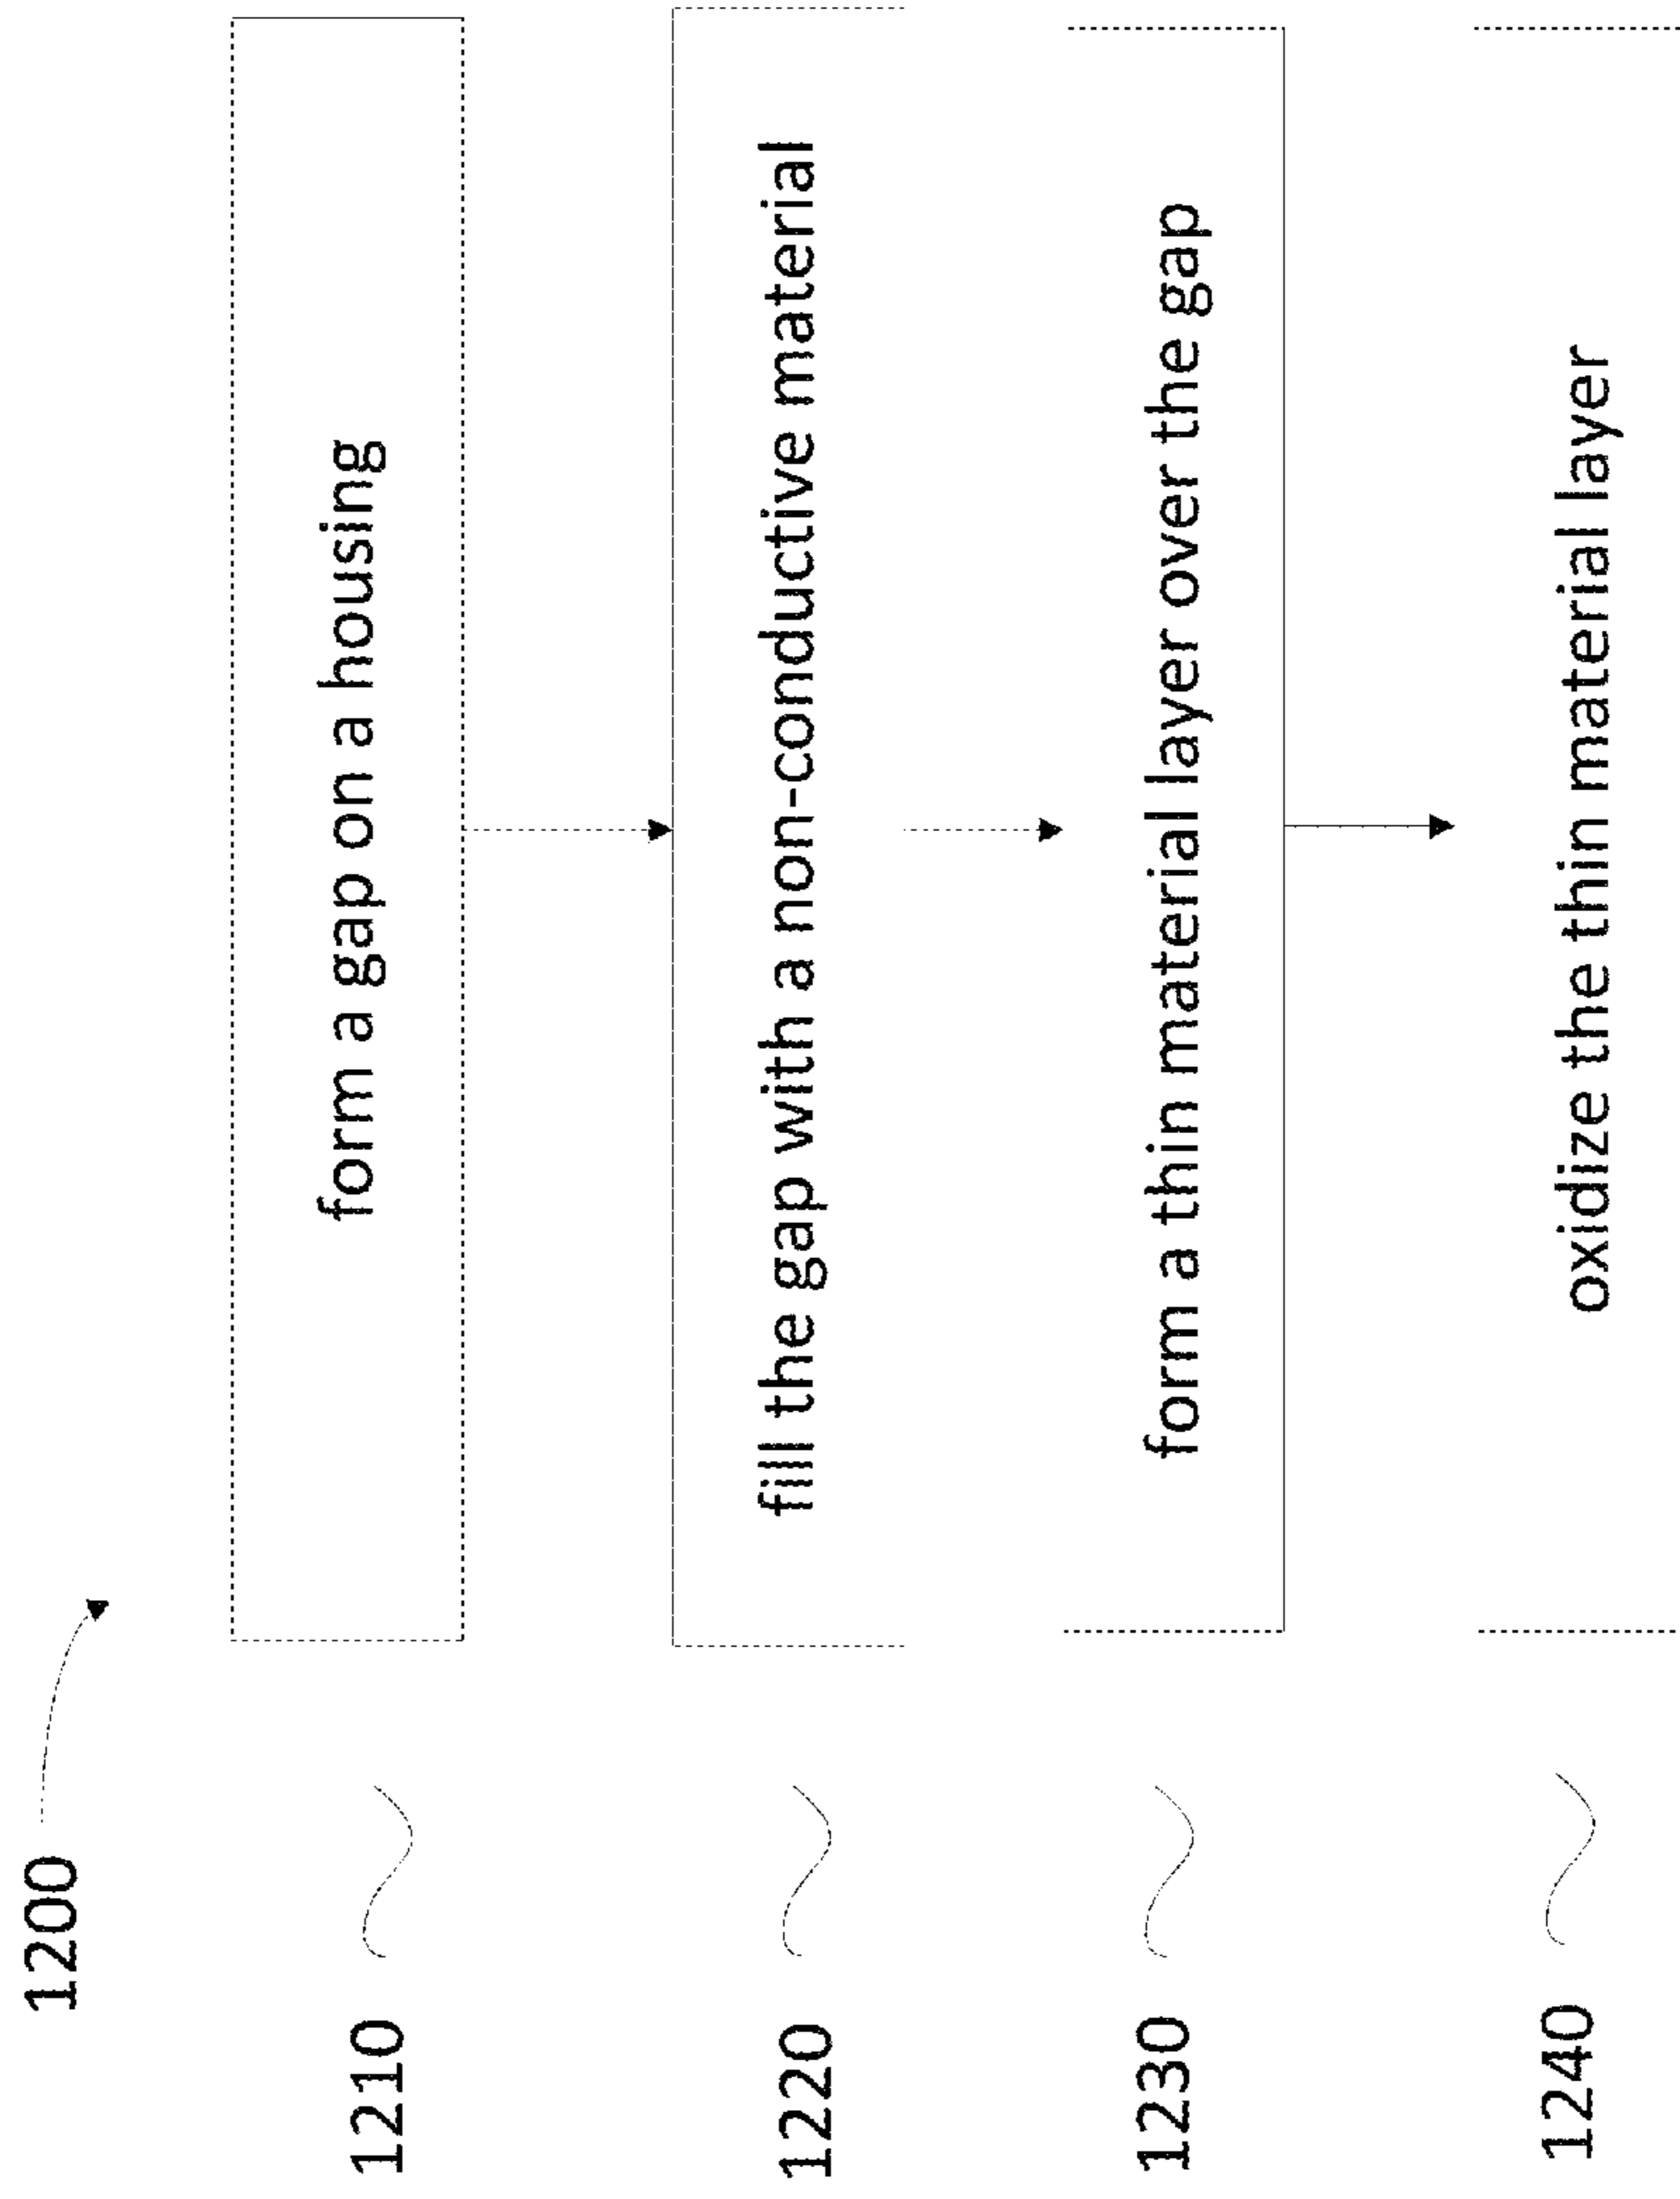 1200
1210
form a gap on a housing
1220
fill the gap with a non-conductive material
1230
form a thin material layer over the gap
1240
oxidize the thin material layer